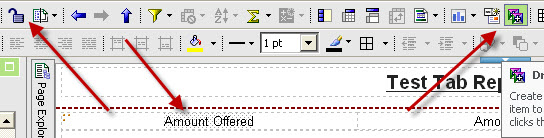 1 pt
Page Explor
Test Tab Rep
Dr
Create
item to
clicks th
Amount Offered
Amo